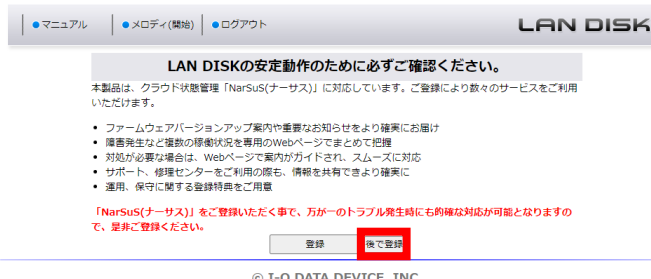 ●マニュアル ●メロディ(開始) ●ログアウト LAN DISK
LAN DISKの安定動作のために必ずご確認ください。
本製品は、クラウド状態管理「NarSuS(ナーサス)」に対応しています。ご登録により数々のサービスをご利用
いただけます。
• ファームウェアバージョンアップ案内や重要なお知らせをより確実にお届け
• 障害発生など複数の稼働状況を専用のWebページでまとめて把握
• 対処が必要な場合は、Webページで案内がガイドされ、スムーズに対応
• サポート、修理センターをご利用の際も、情報を共有できより確実に
• 運用、保守に関する登録特典をご用意
「NarSuS(ナーサス)」をご登録いただく事で、万が一のトラブル発生時にも的確な対応が可能となりますの
で、是非ご登録ください。
登録 後で登録
© I-O DATA DEVICE, INC.